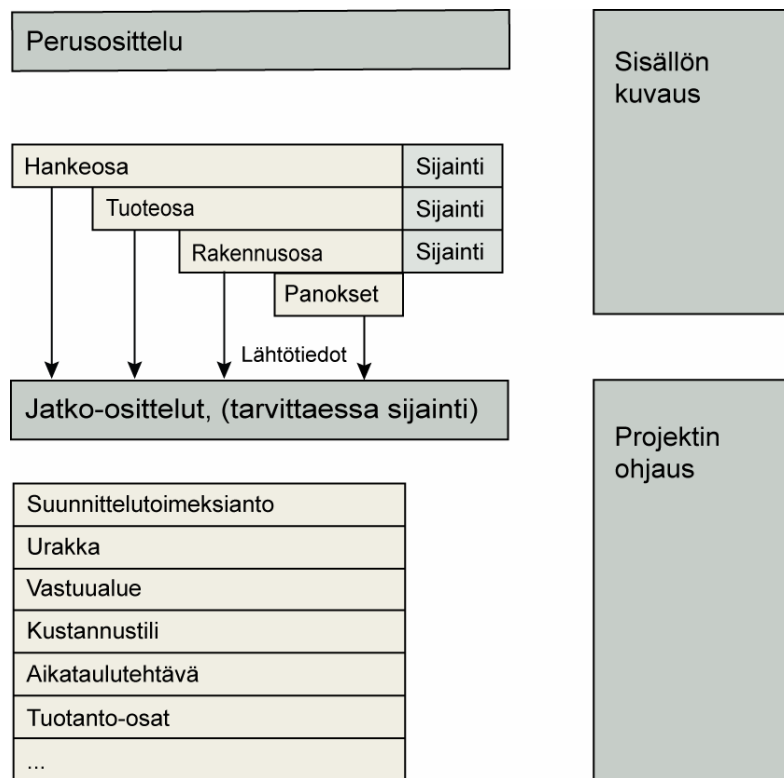 Perusosittelu
Sisällön
kuvaus
Hankeosa Sijainti
Tuoteosa Sijainti
Rakennusosa Sijainti
Panokset
Lähtötiedot
Jatko-osittelut, (tarvittaessa sijainti)
Projektin
ohjaus
Suunnittelutoimeksianto
Urakka
Vastuualue
Kustannustili
Aikataulutehtävä
Tuotanto-osat
...